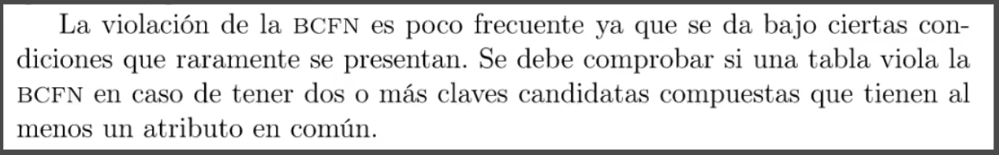 La violación de la BCFN es poco frecuente ya que se da bajo ciertas con-
diciones que raramente se presentan. Se debe comprobar si una tabla viola la
BCFN en caso de tener dos o más claves candidatas compuestas que tienen al
menos un atributo en común.